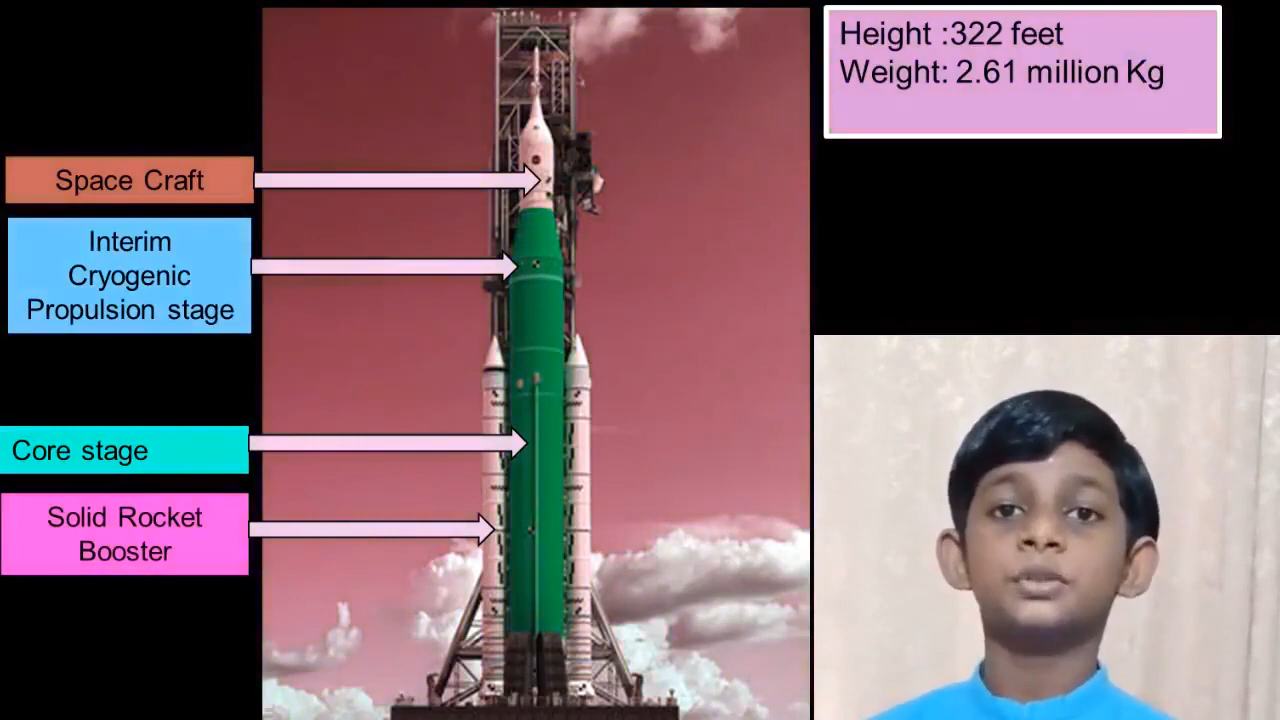 Height :322 feet
Weight: 2.61 million Kg
Space Craft
Interim
Cryogenic
Propulsion stage
Core stage
Solid Rocket
Booster